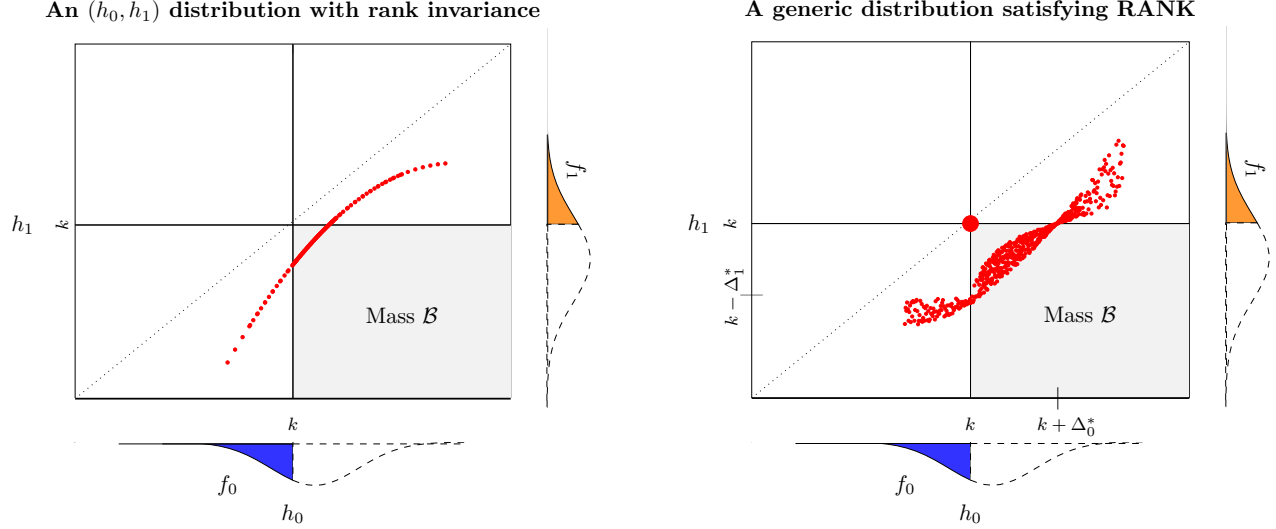 An (h₀, h₁) distribution with rank invariance
h₁
k
Mass ℬ
f₁
k
f₀
h₀
A generic distribution satisfying RANK
h₁
k
k − Δ₁*
Mass ℬ
f₁
k
k + Δ₀*
f₀
h₀